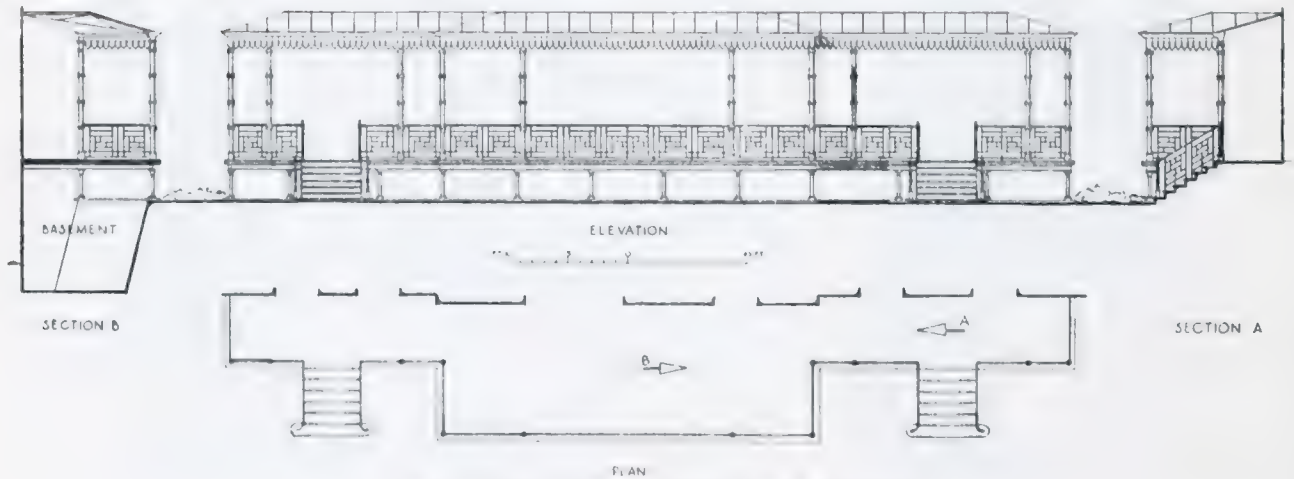 BASEMENT
ELEVATION
SECTION B
A
SECTION A
B
PLAN